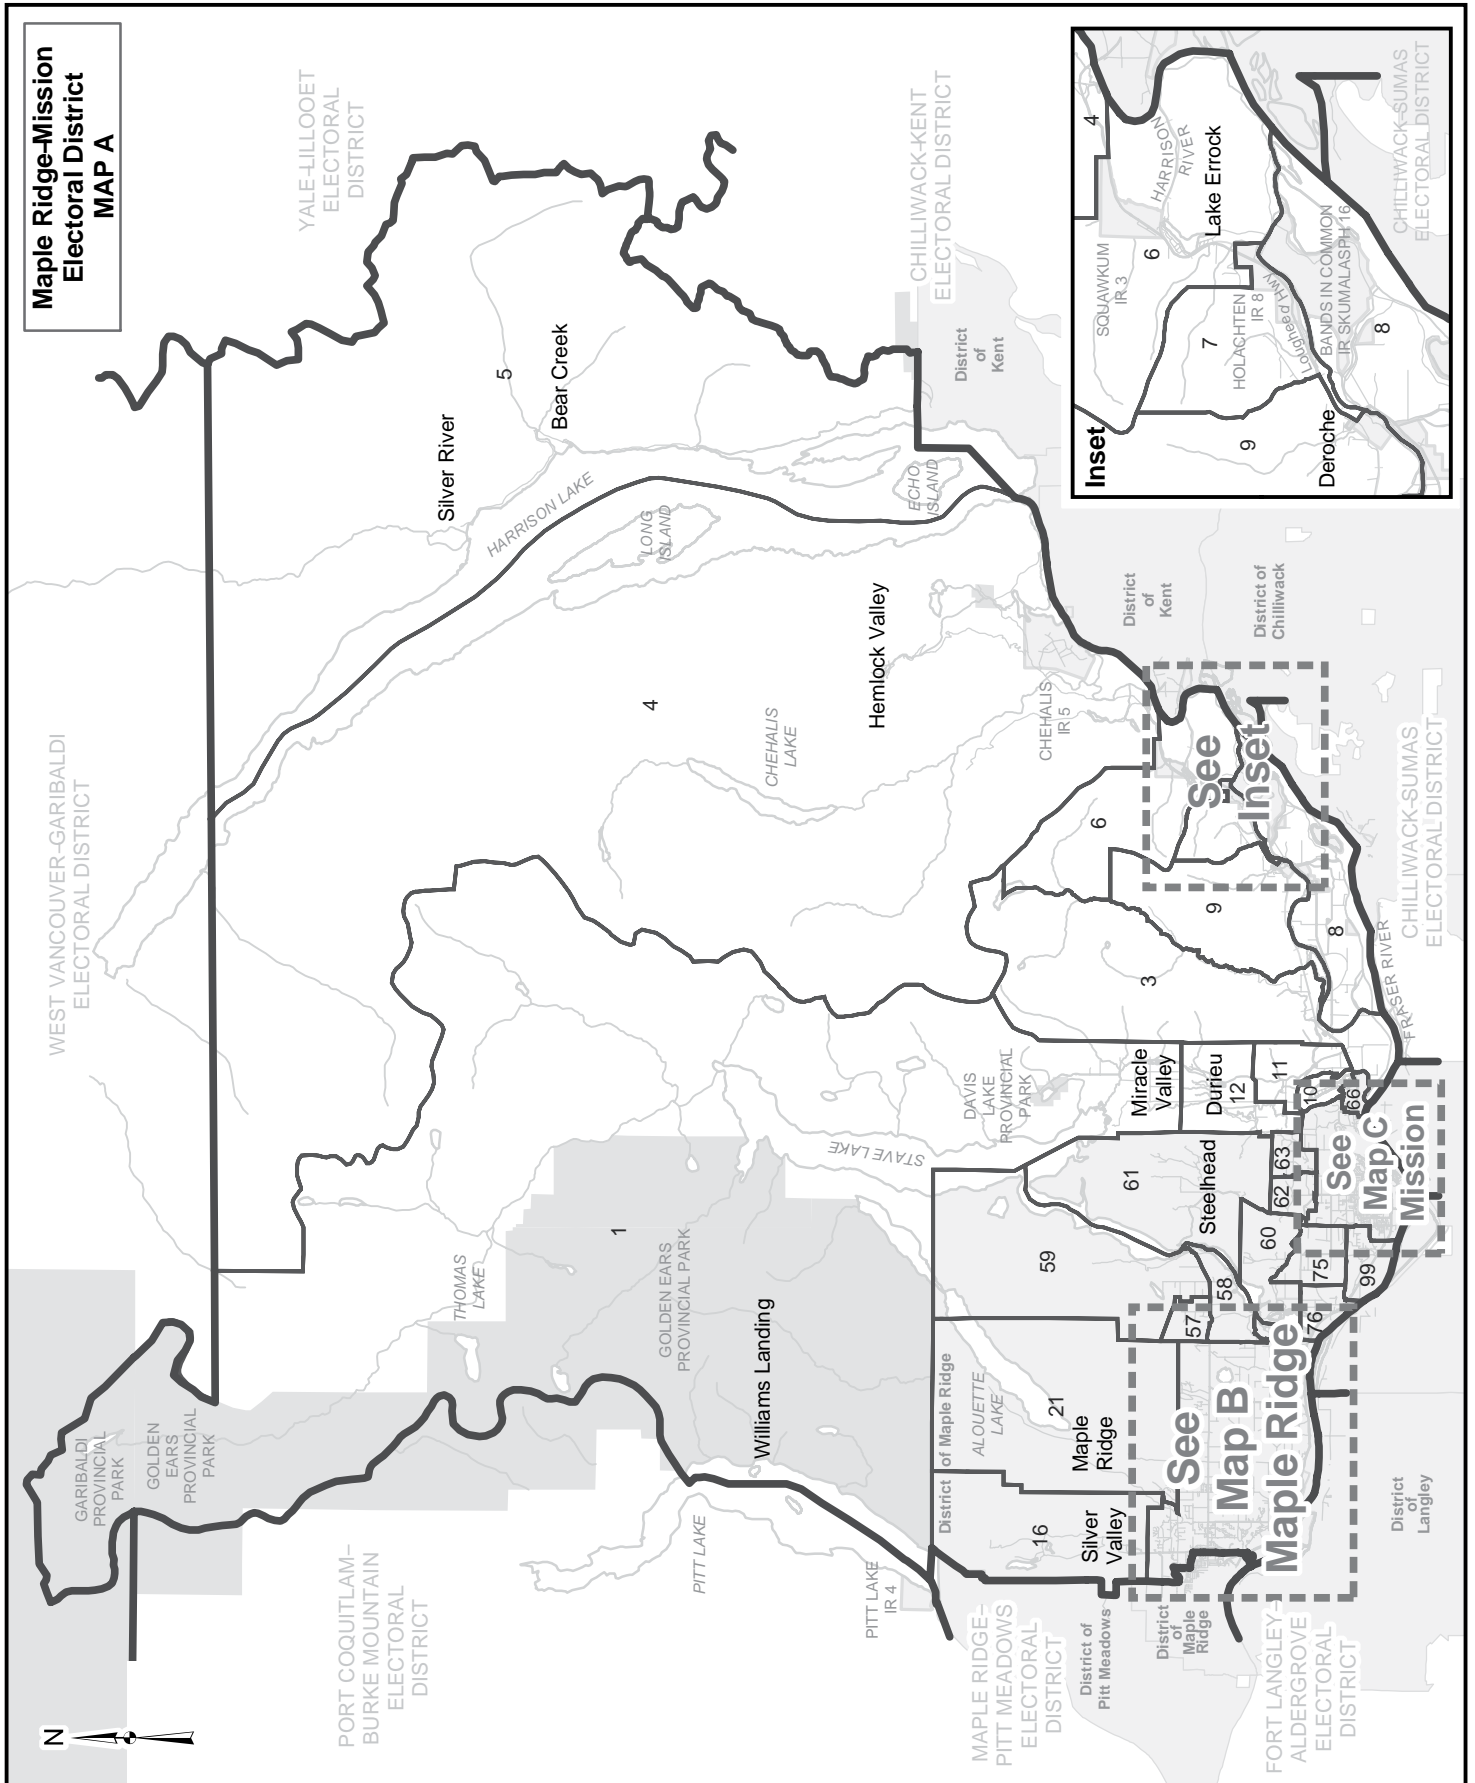 Maple Ridge-Mission
Electoral District
MAP A
YALE-LILLOOET
ELECTORAL
DISTRICT
WEST VANCOUVER-GARIBALDI
ELECTORAL DISTRICT
CHILLIWACK-KENT
ELECTORAL DISTRICT
GARIBALDI
PROVINCIAL
PARK
GOLDEN
EARS
PROVINCIAL
PARK
N
PORT COQUITLAM–
BURKE MOUNTAIN
ELECTORAL
DISTRICT
Silver River
5
Bear Creek
HARRISON LAKE
LONG
ISLAND
ECHO
ISLAND
District
of
Kent
4
Hemlock Valley
CHEHALIS
LAKE
CHEHALIS
IR 5
District
of
Kent
District of
Chilliwack
THOMAS
LAKE
1
GOLDEN EARS
PROVINCIAL PARK
Williams Landing
PITT LAKE
PITT LAKE
IR 4
STAVE LAKE
DAVIS
LAKE
PROVINCIAL
PARK
Miracle
Valley
Durieu
12
11
10
66
3
6
9
8
See
Inset
FRASER RIVER
CHILLIWACK-SUMAS
ELECTORAL DISTRICT
61
Steelhead
63
62
60
59
58
57
75
76
99
See
Map C
Mission
District of Maple Ridge
ALOUETTE
LAKE
21
Maple
Ridge
16
Silver
Valley
See
Map B
Maple Ridge
MAPLE RIDGE–
PITT MEADOWS
ELECTORAL
DISTRICT
District of
Pitt Meadows
District
of
Maple
Ridge
FORT LANGLEY–
ALDERGROVE
ELECTORAL
DISTRICT
District
of
Langley
Inset
4
HARRISON
RIVER
Lake Errock
6
SQUAWKUM
IR 3
7
HOLACHTEN
IR 8
Lougheed Hwy
BANDS IN COMMON
IR SKUMALASPH 16
8
9
Deroche
CHILLIWACK-SUMAS
ELECTORAL DISTRICT